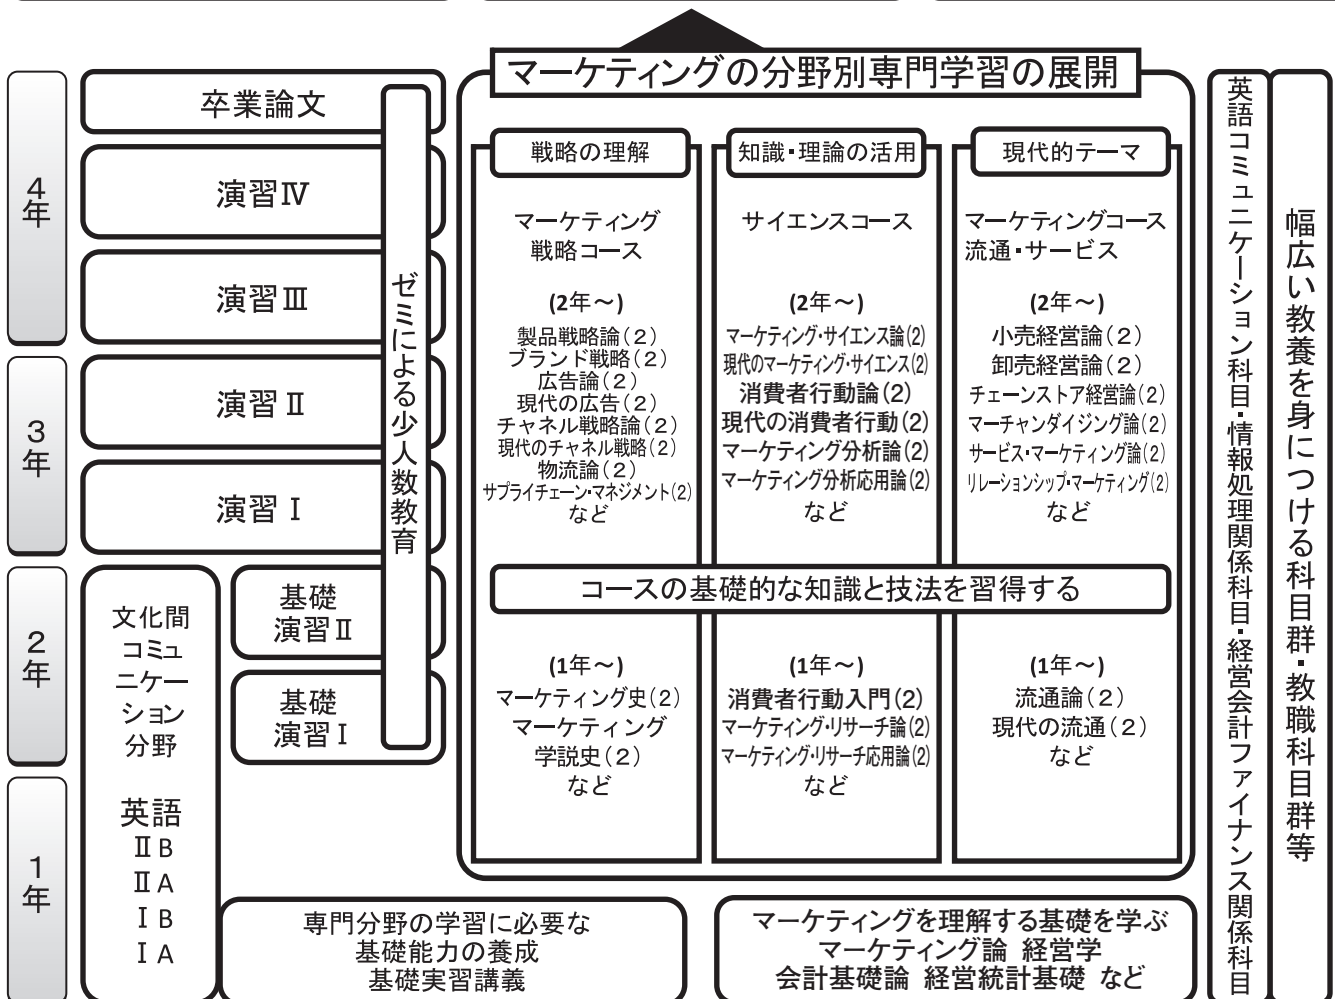 マーケティングの分野別専門学習の展開
4年
3年
2年
1年
卒業論文
演習Ⅳ
演習Ⅲ
演習Ⅱ
演習Ⅰ
ゼミによる少人数教育
基礎
演習Ⅱ
基礎
演習Ⅰ
文化間
コミュ
ニケー
ション
分野
英語
ⅡB
ⅡA
ⅠB
ⅠA
戦略の理解
マーケティング
戦略コース
(2年～)
製品戦略論(2)
ブランド戦略(2)
広告論(2)
現代の広告(2)
チャネル戦略論(2)
現代のチャネル戦略(2)
物流論(2)
サプライチェーン・マネジメント(2)
など
知識・理論の活用
サイエンスコース
(2年～)
マーケティング・サイエンス論(2)
現代のマーケティング・サイエンス(2)
消費者行動論(2)
現代の消費者行動(2)
マーケティング分析論(2)
マーケティング分析応用論(2)
など
現代的テーマ
マーケティングコース
流通・サービス
(2年～)
小売経営論(2)
卸売経営論(2)
チェーンストア経営論(2)
マーチャンダイジング論(2)
サービス・マーケティング論(2)
リレーションシップ・マーケティング(2)
など
コースの基礎的な知識と技法を習得する
(1年～)
マーケティング史(2)
マーケティング
学説史(2)
など
(1年～)
消費者行動入門(2)
マーケティング・リサーチ論(2)
マーケティング・リサーチ応用論(2)
など
(1年～)
流通論(2)
現代の流通(2)
など
専門分野の学習に必要な
基礎能力の養成
基礎実習講義
マーケティングを理解する基礎を学ぶ
マーケティング論 経営学
会計基礎論 経営統計基礎 など
英語コミュニケーション科目・情報処理関係科目・経営会計ファイナンス関係科目
幅広い教養を身につける科目群・教職科目群等